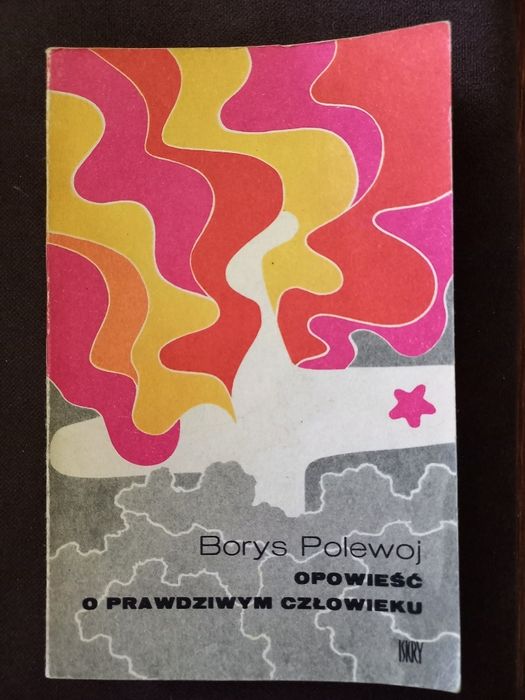 Borys Polewoj
OPOWIEŚĆ
O PRAWDZIWYM CZŁOWIEKU
ISKRY